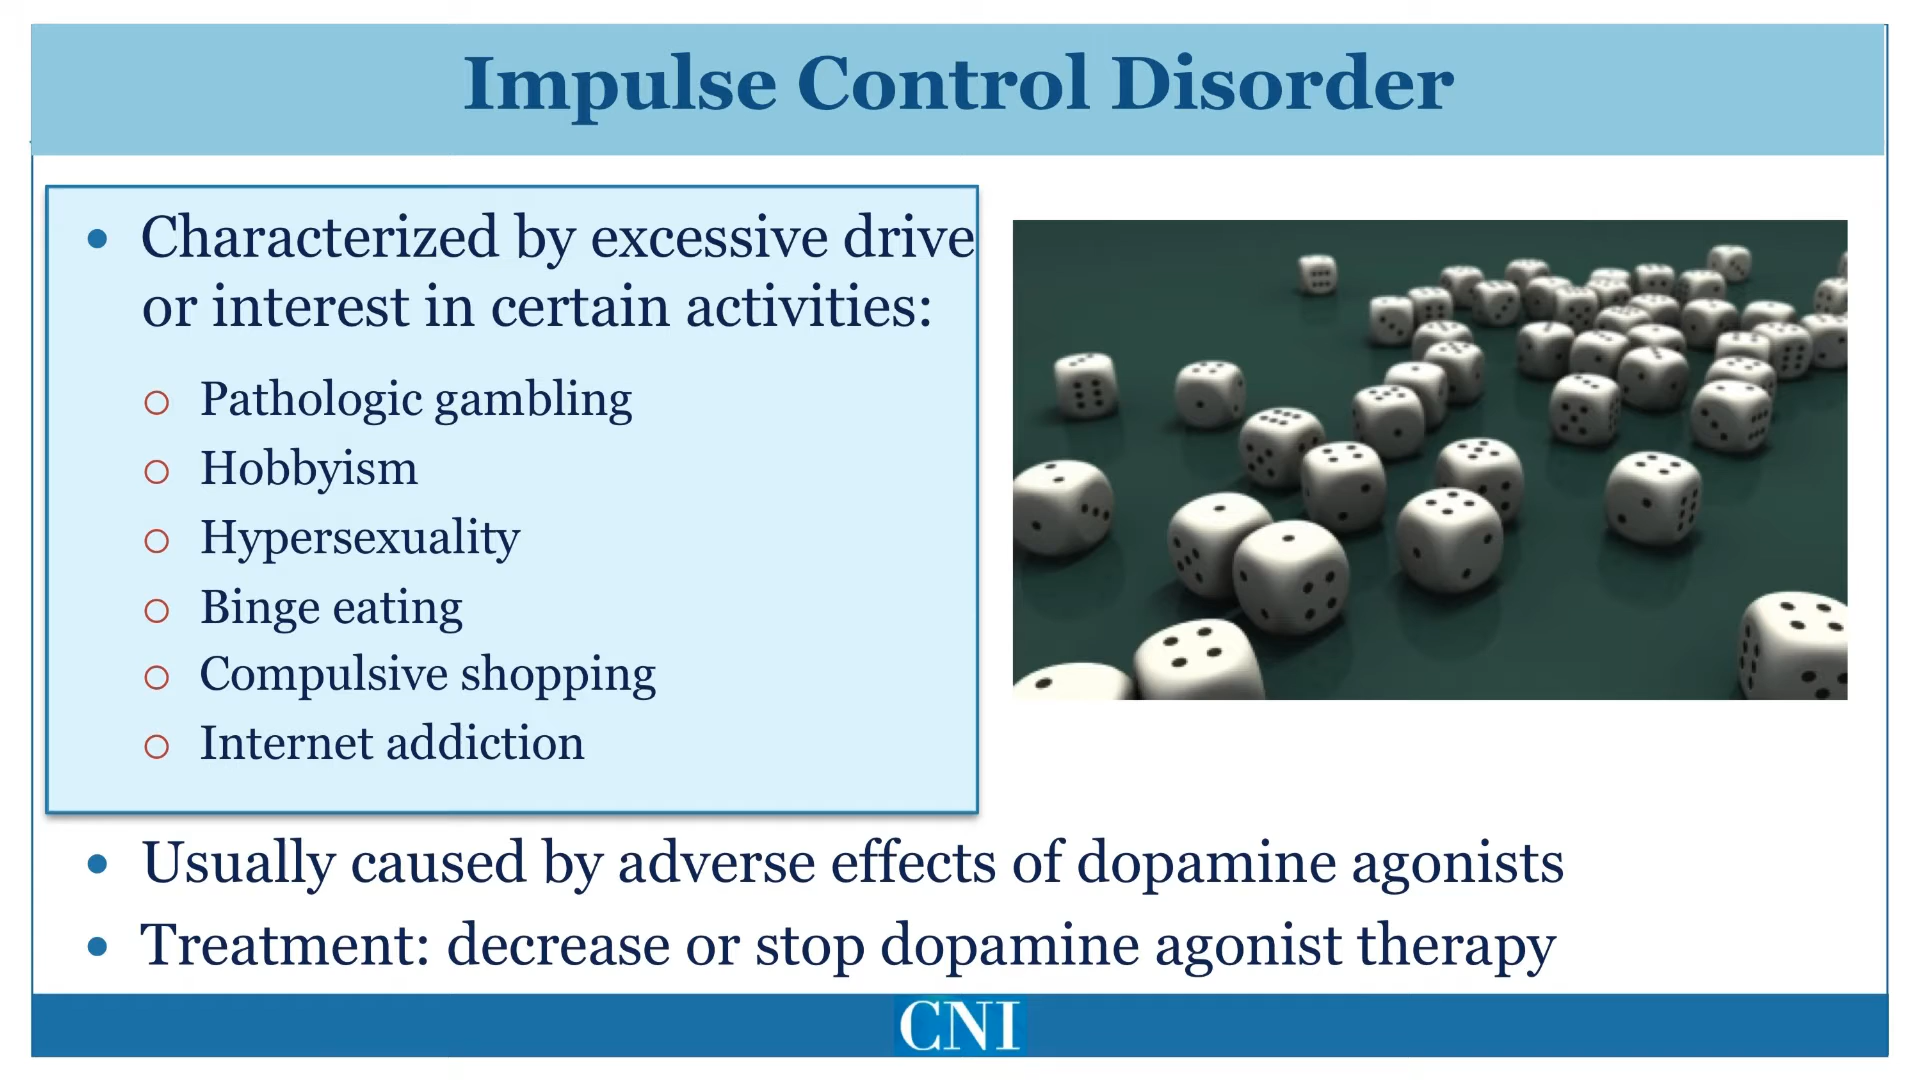 Impulse Control Disorder
• Characterized by excessive drive
or interest in certain activities:
○ Pathologic gambling
○ Hobbyism
○ Hypersexuality
○ Binge eating
○ Compulsive shopping
○ Internet addiction
• Usually caused by adverse effects of dopamine agonists
• Treatment: decrease or stop dopamine agonist therapy
CNI